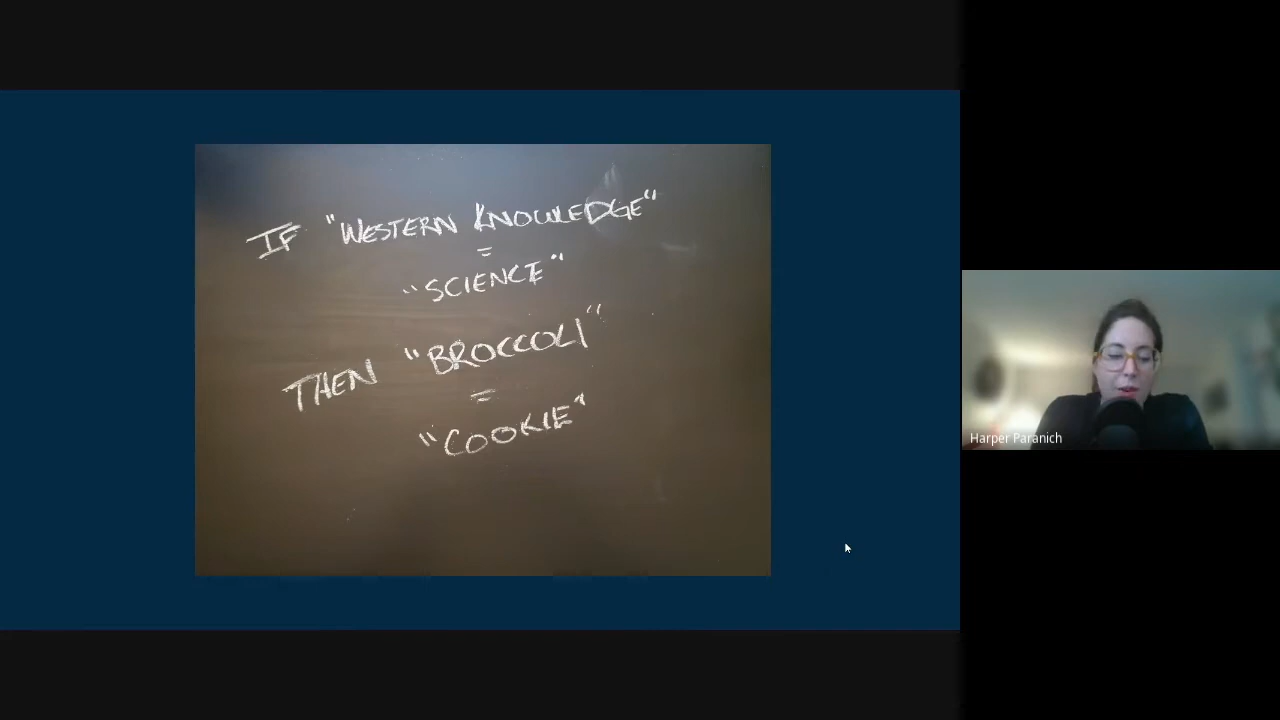 IF "WESTERN KNOWLEDGE"
=
"SCIENCE"
THEN "BROCCOLI"
=
"COOKIE"
Harper Paranich